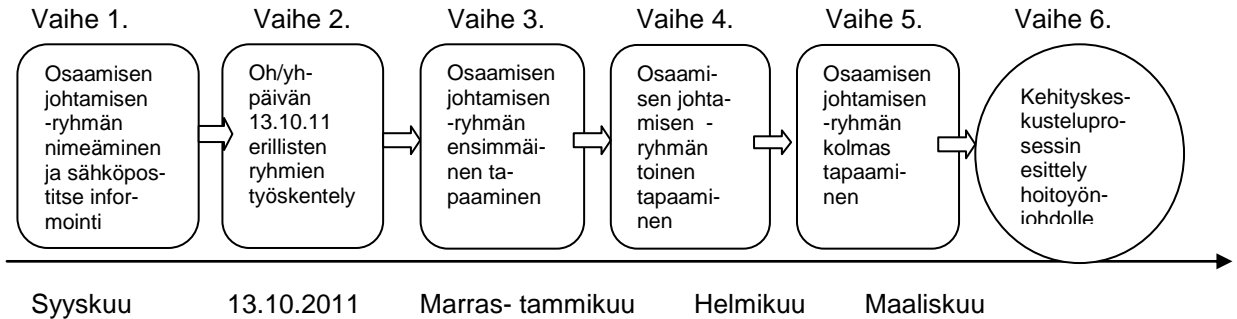 Vaihe 1. Vaihe 2. Vaihe 3. Vaihe 4. Vaihe 5. Vaihe 6.
Osaamisen
johtamisen
-ryhmän
nimeäminen
ja sähköpos-
titse infor-
mointi
Oh/yh-
päivän
13.10.11
erillisten
ryhmien
työskentely
Osaamisen
johtamisen
-ryhmän
ensimmäi-
nen ta-
paaminen
Osaami-
sen johta-
misen -
ryhmän
toinen
tapaami-
nen
Osaamisen
johtamisen
-ryhmän
kolmas
tapaami-
nen
Kehityskes-
kustelupro-
sessin
esittely
hoitoyön-
johdolle
Syyskuu 13.10.2011 Marras- tammikuu Helmikuu Maaliskuu